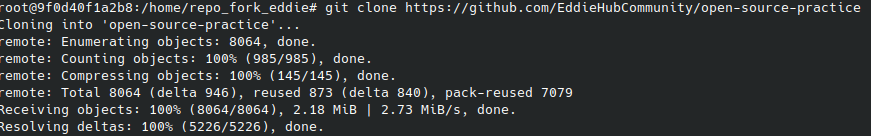 root@9f0d40f1a2b8:/home/repo_fork_eddie# git clone https://github.com/EddieHubCommunity/open-source-practice
Cloning into 'open-source-practice'...
remote: Enumerating objects: 8064, done.
remote: Counting objects: 100% (985/985), done.
remote: Compressing objects: 100% (145/145), done.
remote: Total 8064 (delta 946), reused 873 (delta 840), pack-reused 7079
Receiving objects: 100% (8064/8064), 2.18 MiB | 2.73 MiB/s, done.
Resolving deltas: 100% (5226/5226), done.